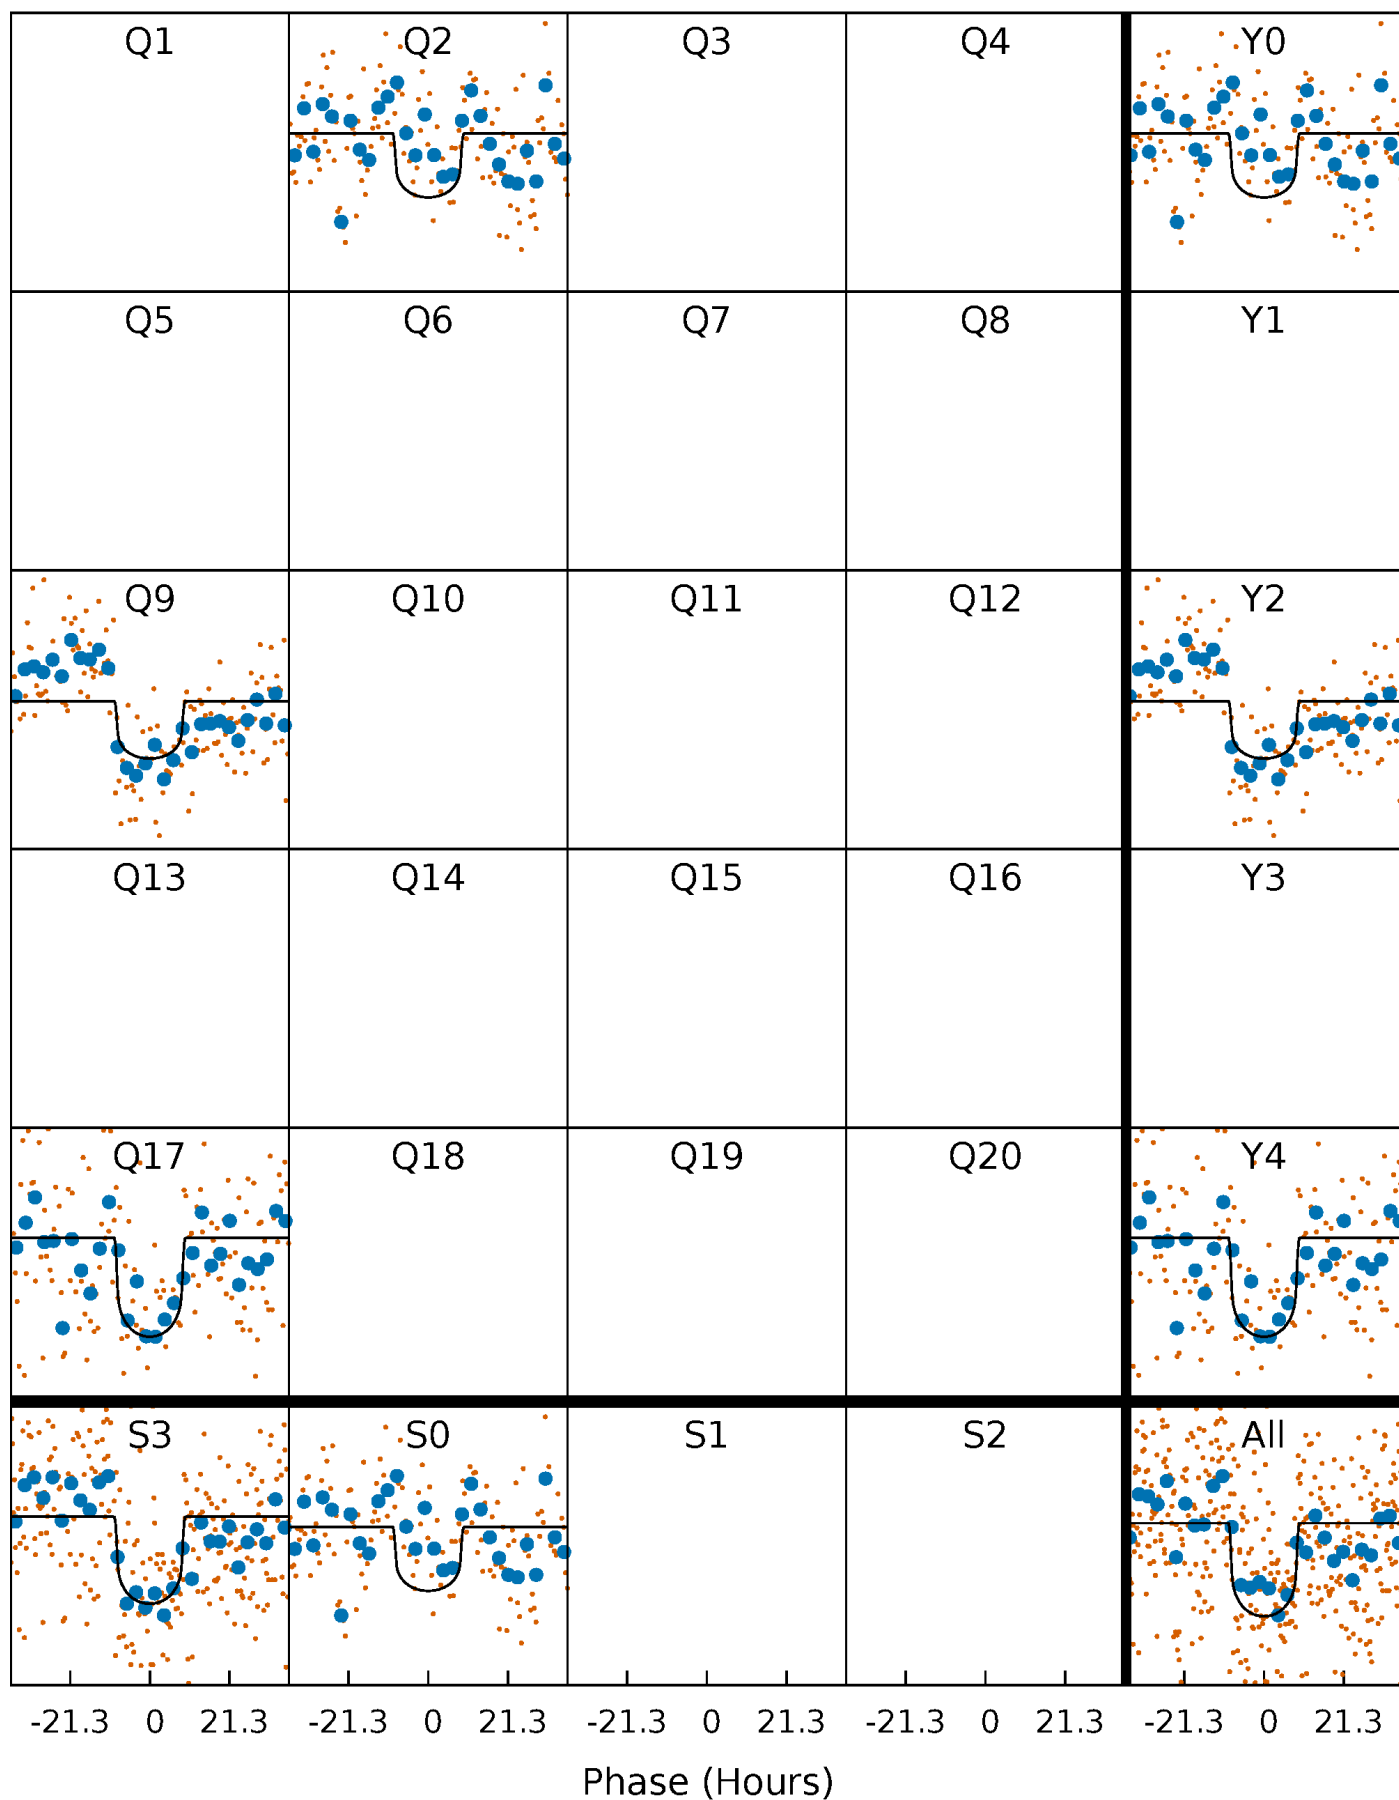 Q1 Q2 Q3 Q4 Y0
Q5 Q6 Q7 Q8 Y1
Q9 Q10 Q11 Q12 Y2
Q13 Q14 Q15 Q16 Y3
Q17 Q18 Q19 Q20 Y4
S3 S0 S1 S2 All
-21.3 0 21.3 -21.3 0 21.3 -21.3 0 21.3 -21.3 0 21.3 -21.3 0 21.3
Phase (Hours)